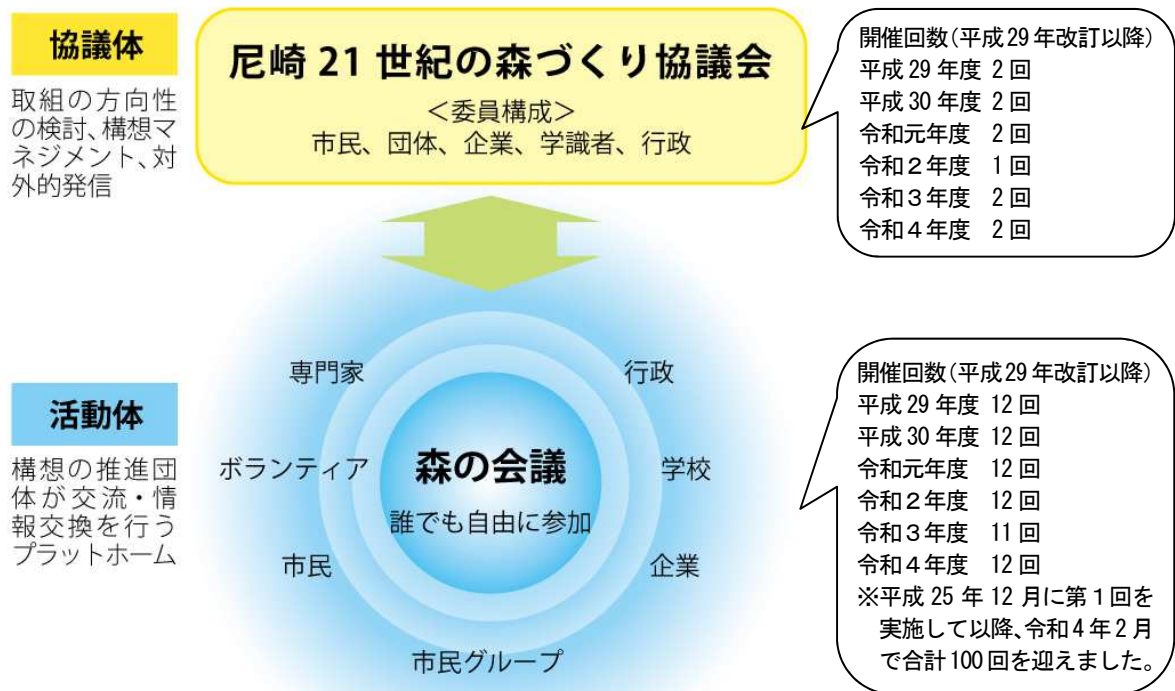 協議体
取組の方向性
の検討、構想マ
ネジメント、対
外的発信
尼崎 21 世紀の森づくり協議会
＜委員構成＞
市民、団体、企業、学識者、行政
開催回数（平成 29 年改訂以降）
平成 29 年度 2 回
平成 30 年度 2 回
令和元年度 2 回
令和２年度 1 回
令和３年度 2 回
令和４年度 2 回
活動体
構想の推進団
体が交流・情
報交換を行う
プラットホーム
専門家
行政
ボランティア
森の会議
学校
誰でも自由に参加
市民
企業
市民グループ
開催回数（平成 29 年改訂以降）
平成 29 年度 12 回
平成 30 年度 12 回
令和元年度 12 回
令和２年度 12 回
令和３年度 11 回
令和４年度 12 回
※平成 25 年 12 月に第１回を
実施して以降、令和４年２月
で合計 100 回を迎えました。